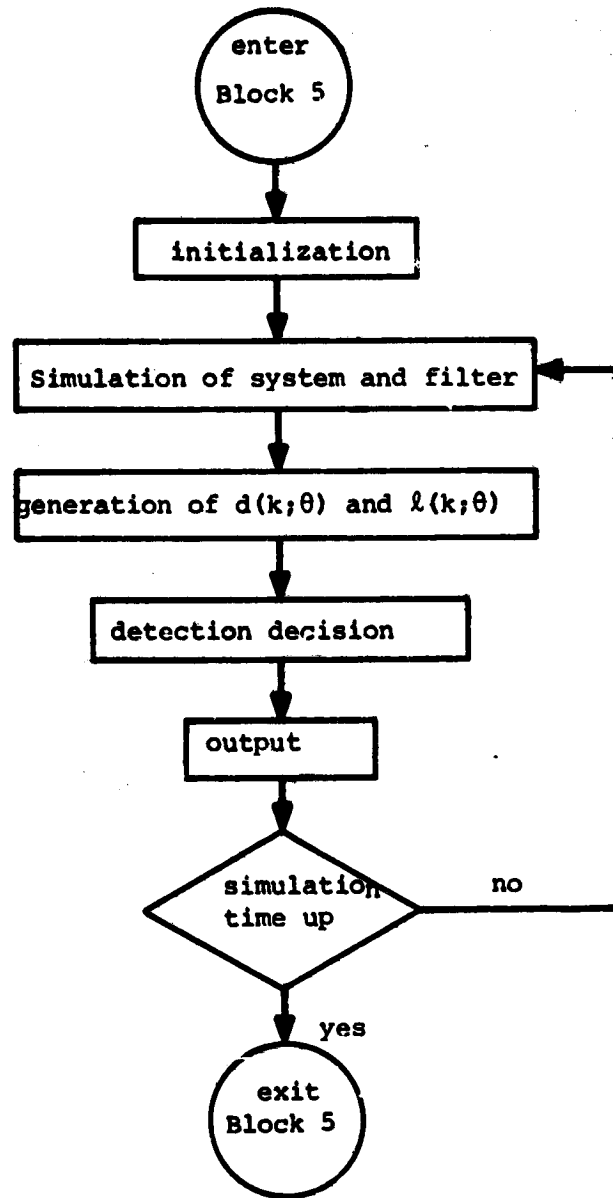 enter
Block 5
initialization
Simulation of system and filter
generation of d(k;θ) and ℓ(k;θ)
detection decision
output
simulation
time up
no
yes
exit
Block 5